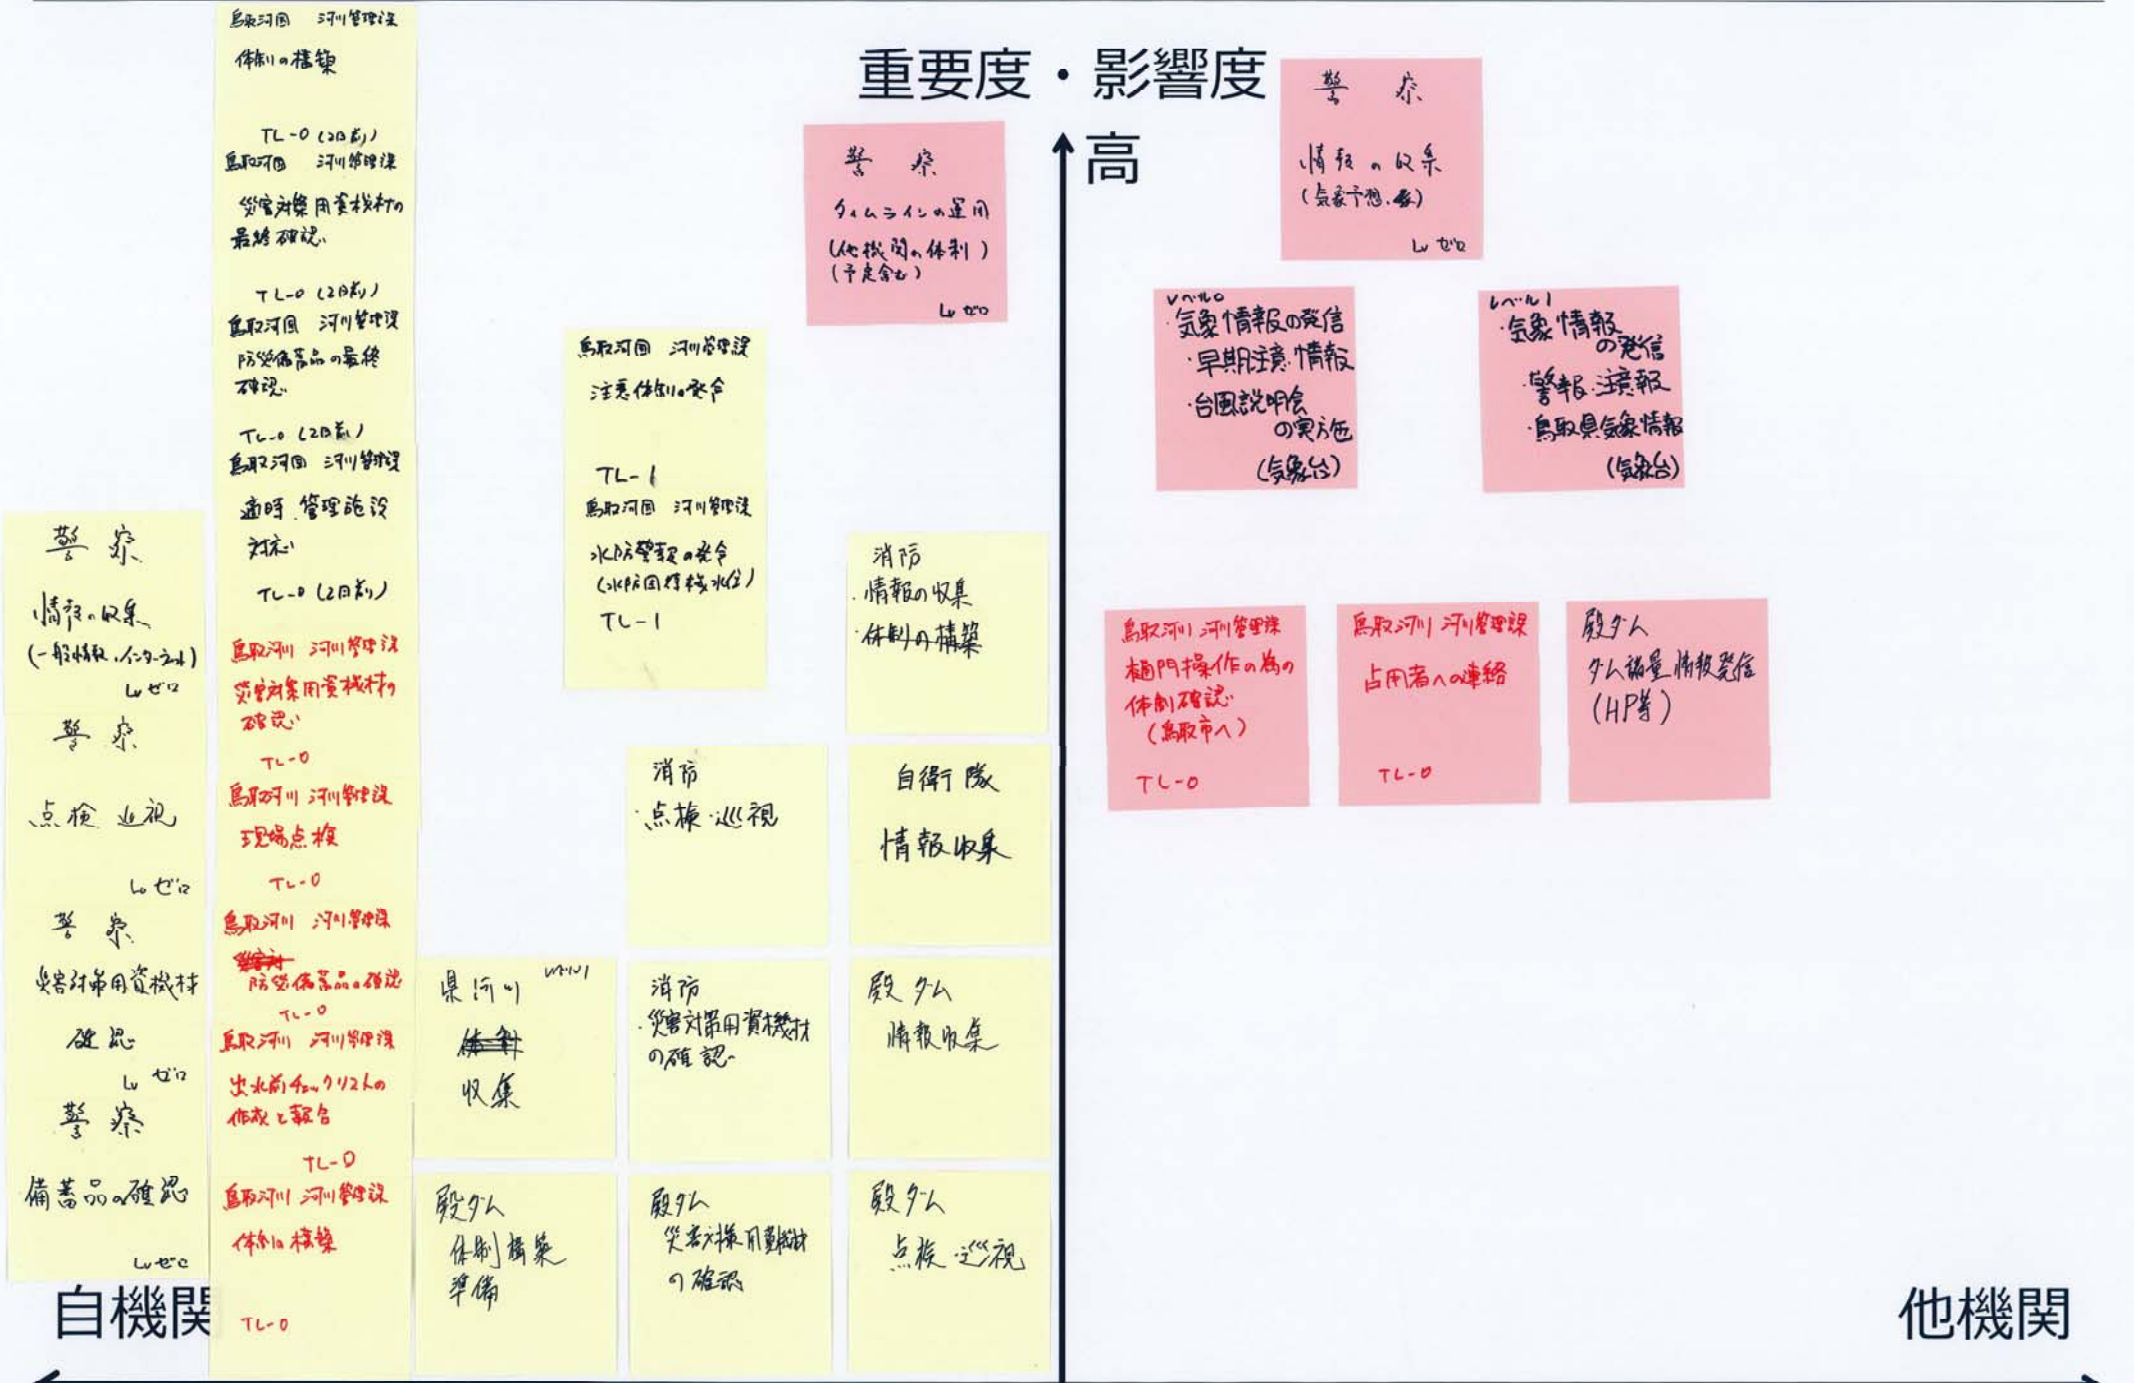 重要度・影響度
高
自機関
他機関
警察
情報の収集
(一般情報、インターネット)
Lvゼロ
警察
点検 巡視
Lvゼロ
警察
災害対策用資機材
確認
Lvゼロ
警察
備蓄品の確認
Lvゼロ
鳥取河国 河川管理課
体制の構築
TL-0(2日前)
鳥取河国 河川管理課
災害対策用資機材の
最終確認
TL-0(2日前)
鳥取河国 河川管理課
防災備蓄品の最終
確認
TL-0(2日前)
鳥取河国 河川管理課
適時 管理施設
対応
TL-0(2日前)
鳥取河川 河川管理課
災害対策用資機材の
確認
TL-0
鳥取河川 河川管理課
現場点検
TL-0
鳥取河川 河川管理課
災害対
防災備蓄品の確認
TL-0
鳥取河川 河川管理課
出水前チェックリストの
作成と報告
TL-0
鳥取河川 河川管理課
体制の構築
TL-0
県河川 レベル1
収集
殿ダム
体制構築
準備
鳥取河国 河川管理課
注意体制の発令
TL-1
鳥取河国 河川管理課
水防警報の発令
(水防団待機水位)
TL-1
消防
・点検・巡視
消防
・災害対策用資機材
の確認
殿ダム
災害対策用資機材
の確認
警察
タイムラインの運用
(他機関の体制)
(予定含む)
Lvゼロ
消防
・情報の収集
・体制の構築
自衛隊
情報収集
殿ダム
情報収集
殿ダム
点検・巡視
警察
情報の収集
(気象予想、
Lvゼロ
レベル0
・気象情報の発信
・早期注意情報
・台風説明会
の実施
(気象台)
レベル1
・気象情報
の発信
・警報・注意報
・鳥取県気象情報
(気象台)
鳥取河川 河川管理課
樋門操作の為の
体制確認
(鳥取市へ)
TL-0
鳥取河川 河川管理課
占用者への連絡
TL-0
殿ダム
ダム諸量情報発信
(HP等)